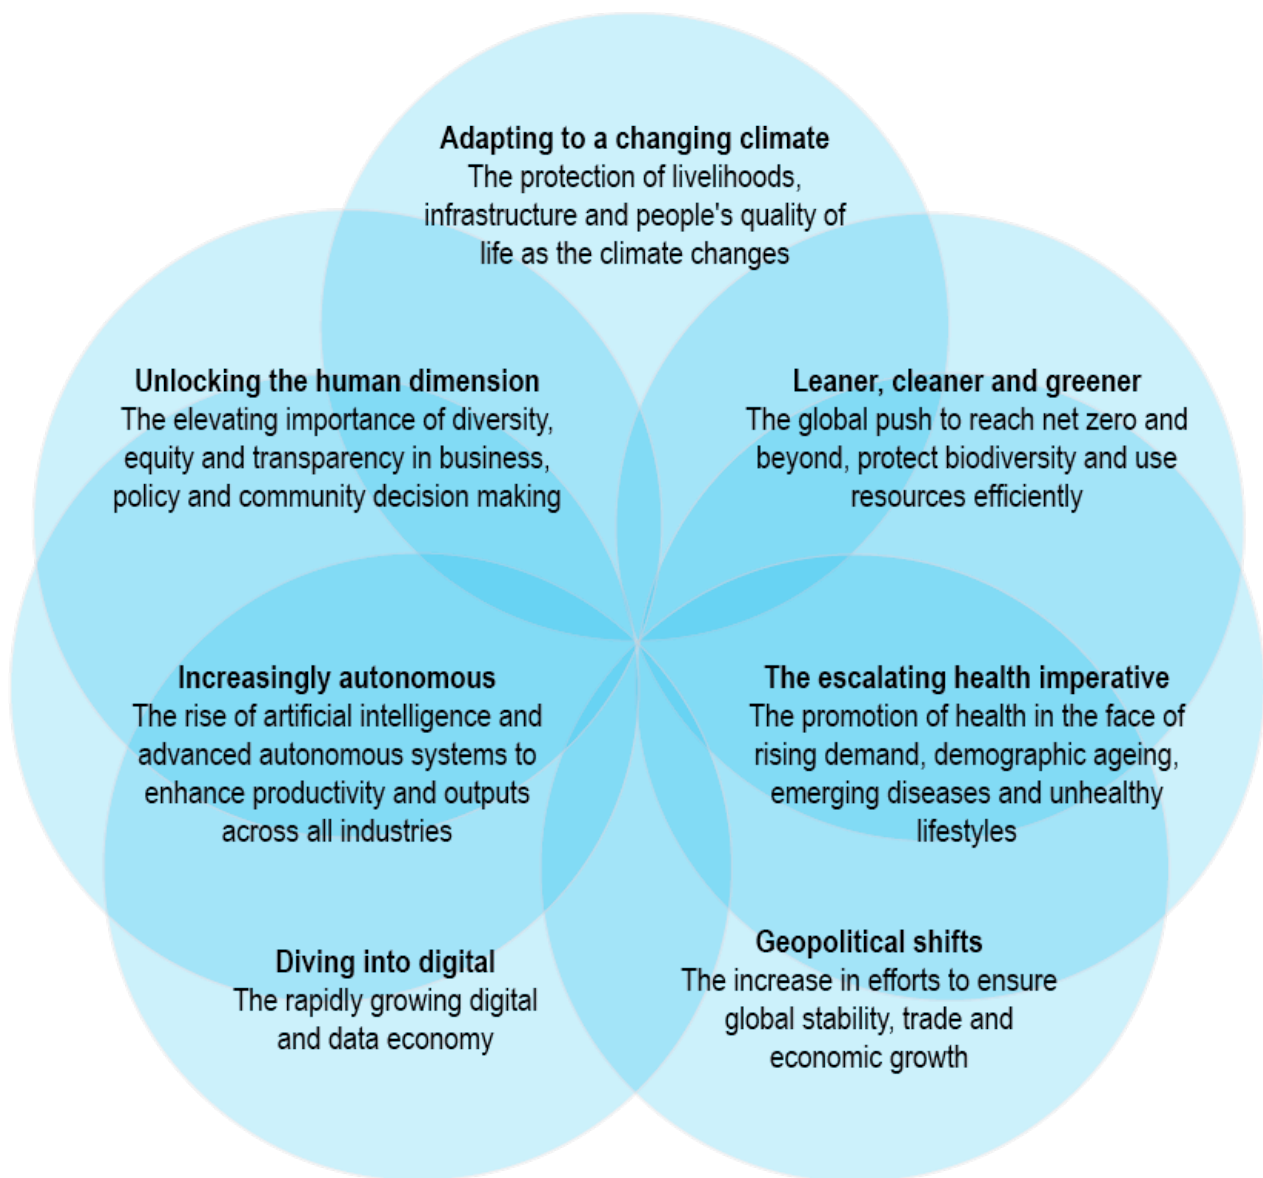 Adapting to a changing climate
The protection of livelihoods,
infrastructure and people's quality of
life as the climate changes
Unlocking the human dimension
The elevating importance of diversity,
equity and transparency in business,
policy and community decision making
Leaner, cleaner and greener
The global push to reach net zero and
beyond, protect biodiversity and use
resources efficiently
Increasingly autonomous
The rise of artificial intelligence and
advanced autonomous systems to
enhance productivity and outputs
across all industries
The escalating health imperative
The promotion of health in the face of
rising demand, demographic ageing,
emerging diseases and unhealthy
lifestyles
Diving into digital
The rapidly growing digital
and data economy
Geopolitical shifts
The increase in efforts to ensure
global stability, trade and
economic growth